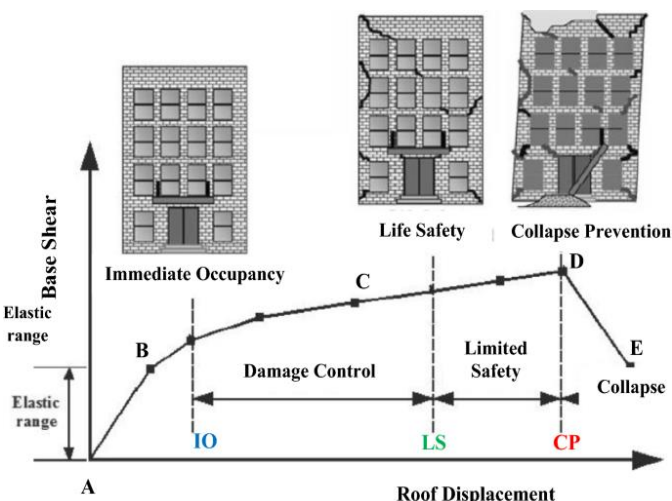 Life Safety
Collapse Prevention
Immediate Occupancy
Base Shear
Elastic
range
B
C
D
E
Damage Control
Limited
Safety
Collapse
Elastic
range
IO
LS
CP
A
Roof Displacement